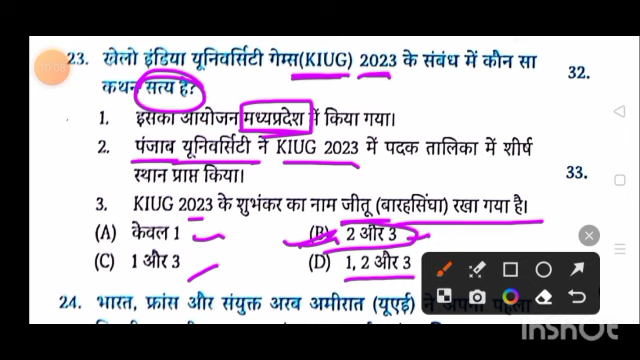 23. खेलो इंडिया यूनिवर्सिटी गेम्स(KIUG) 2023 के संबंध में कौन सा
32.
कथन सत्य है?
1. इसका आयोजन मध्यप्रदेश में किया गया।
2. पंजाब यूनिवर्सिटी ने KIUG 2023 में पदक तालिका में शीर्ष
33.
स्थान प्राप्त किया।
3. KIUG 2023 के शुभंकर का नाम जीतू (बारहसिंघा) रखा गया है।
(A) केवल 1 (B) 2 और 3
(C) 1 और 3 (D) 1, 2 और 3
24. भारत, फ्रांस और संयुक्त अरब अमीरात (यूएई) ने अपना पहला
InShOt